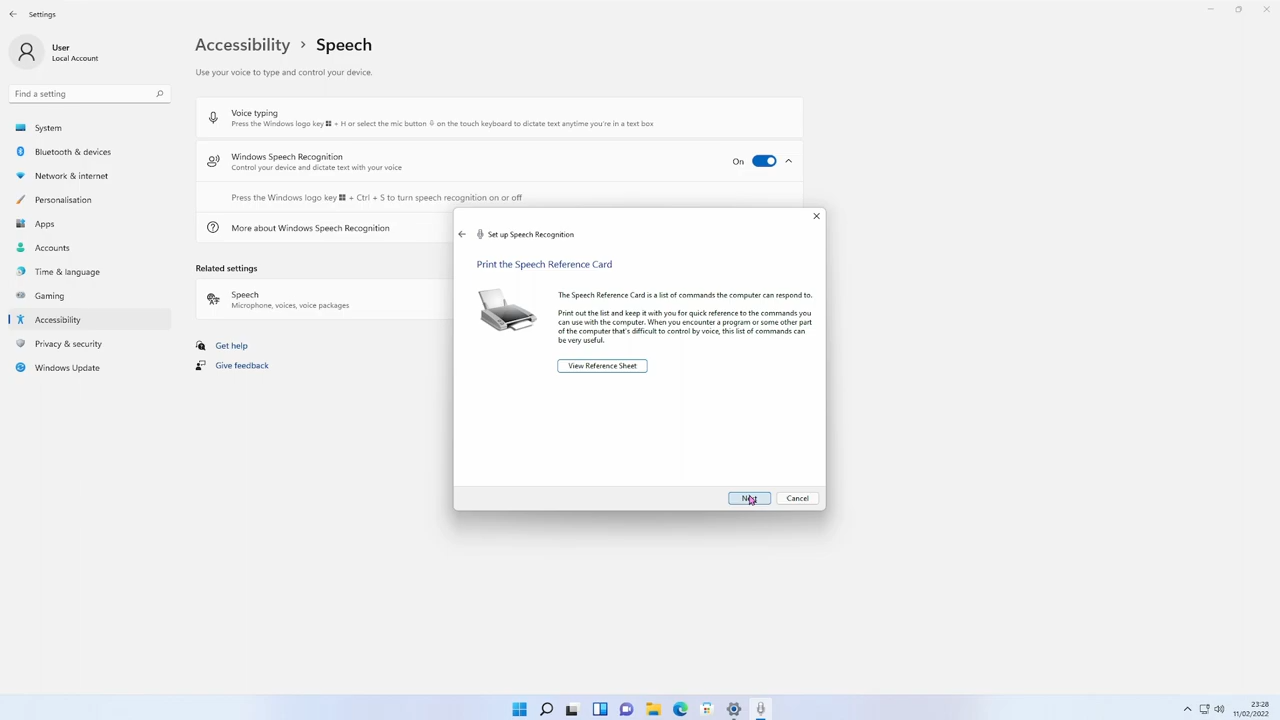 Settings
User
Local Account
Find a setting
System
Bluetooth & devices
Network & internet
Personalisation
Apps
Accounts
Time & language
Gaming
Accessibility
Privacy & security
Windows Update
Accessibility > Speech
Use your voice to type and control your device.
Voice typing
Press the Windows logo key + H or select the mic button on the touch keyboard to dictate text anytime you're in a text box
Windows Speech Recognition
Control your device and dictate text with your voice
On
Press the Windows logo key + Ctrl + S to turn speech recognition on or off
More about Windows Speech Recognition
Related settings
Speech
Microphone, voices, voice packages
Get help
Give feedback
Set up Speech Recognition
Print the Speech Reference Card
The Speech Reference Card is a list of commands the computer can respond to.
Print out the list and keep it with you for quick reference to the commands you
can use with the computer. When you encounter a program or some other part
of the computer that's difficult to control by voice, this list of commands can
be very useful.
View Reference Sheet
Next
Cancel
23:28
11/02/2022